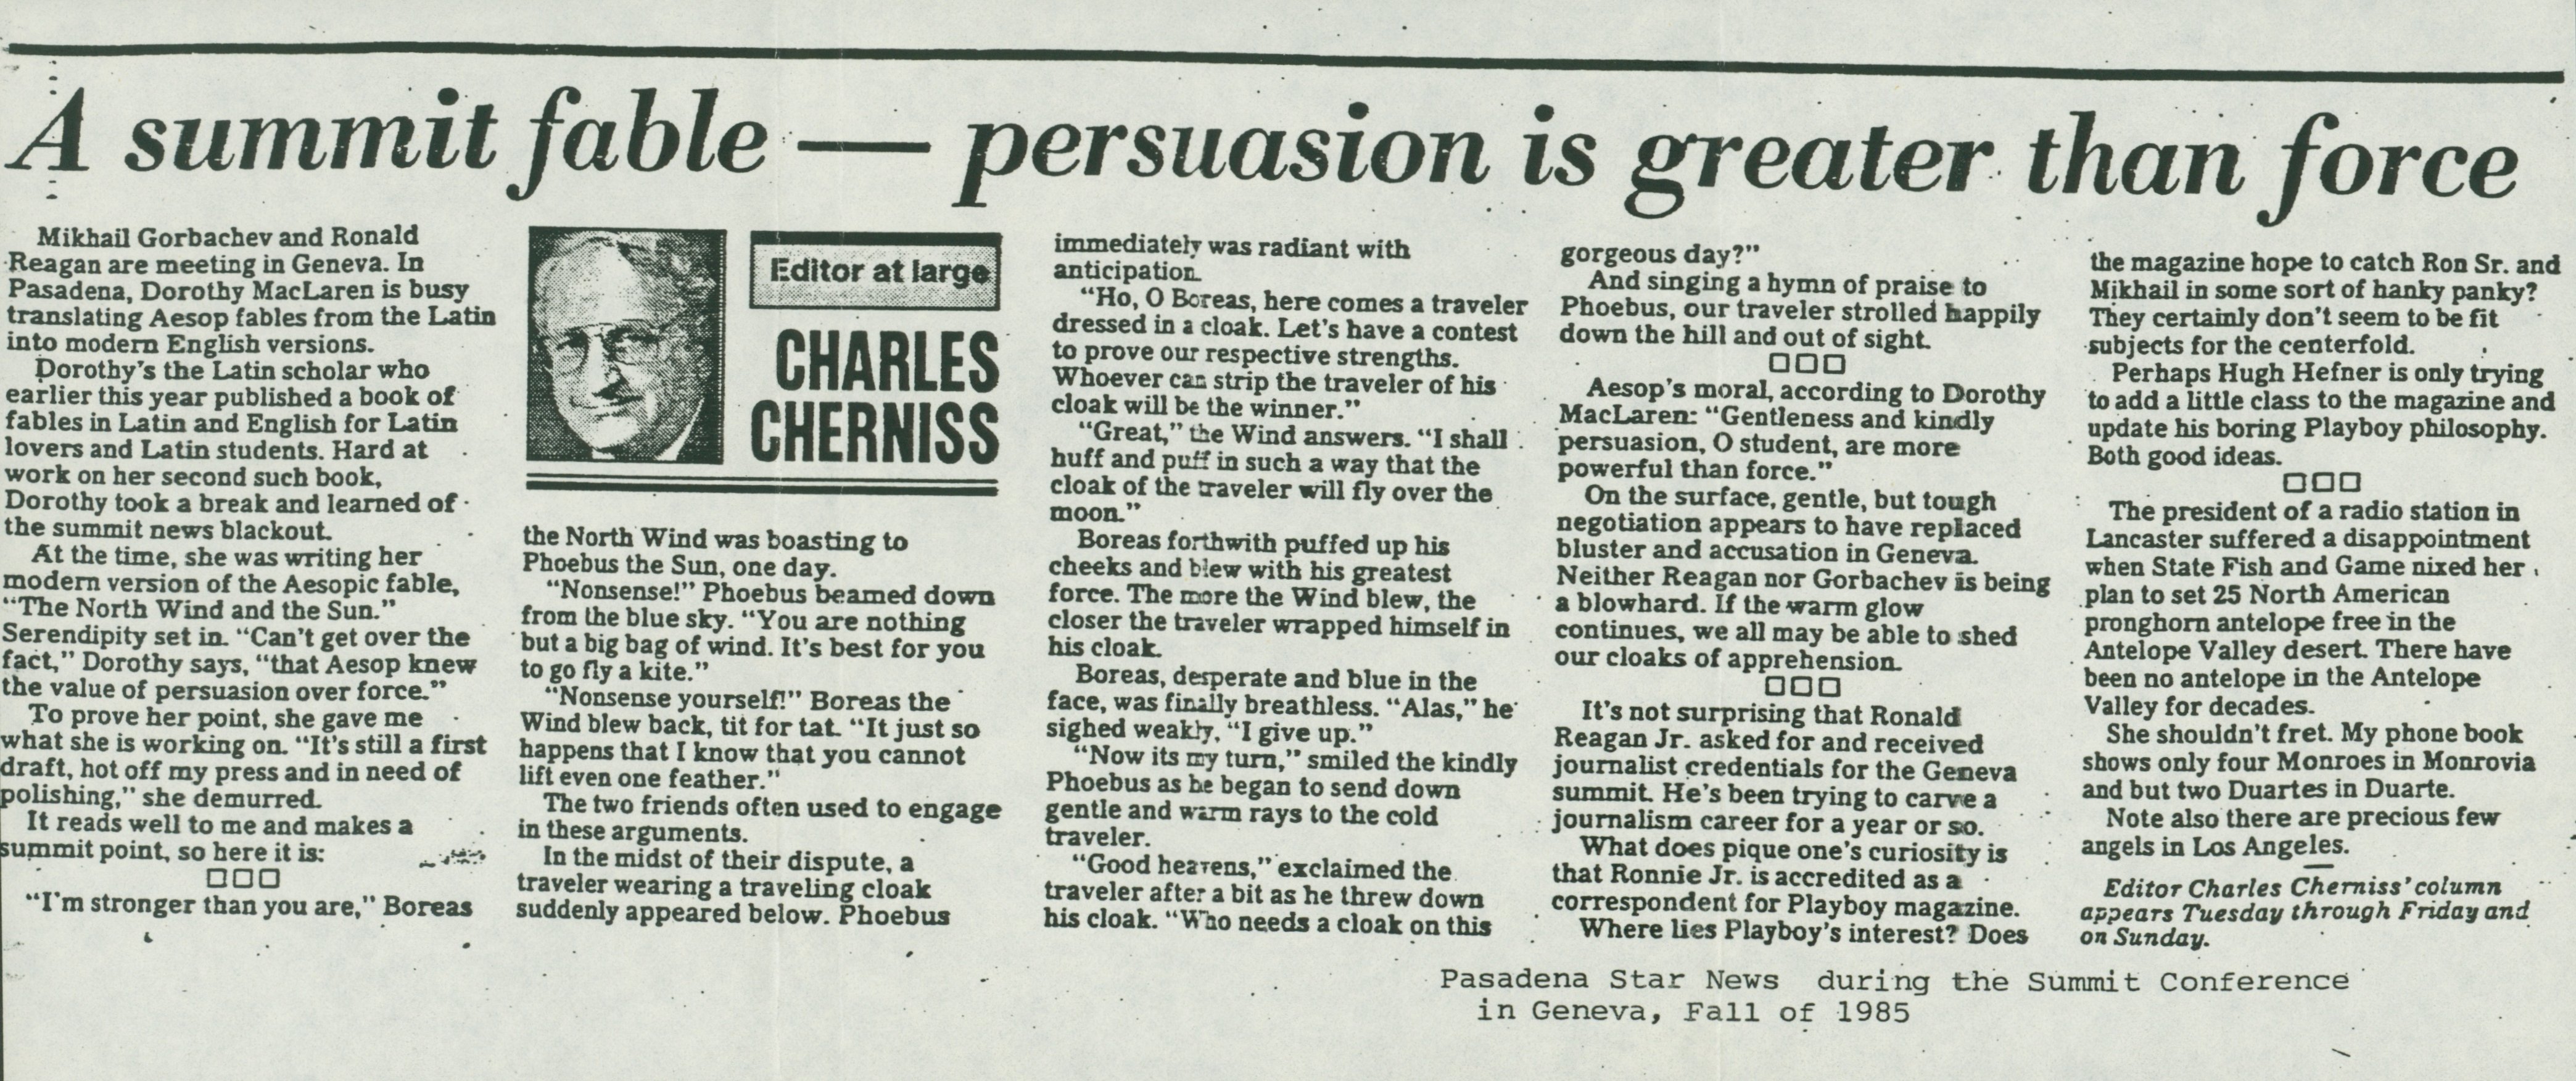 A summit fable — persuasion is greater than force
Mikhail Gorbachev and Ronald
Reagan are meeting in Geneva. In
Pasadena, Dorothy MacLaren is busy
translating Aesop fables from the Latin
into modern English versions.
Dorothy's the Latin scholar who
earlier this year published a book of
fables in Latin and English for Latin
lovers and Latin students. Hard at
work on her second such book,
Dorothy took a break and learned of
the summit news blackout.
At the time, she was writing her
modern version of the Aesopic fable,
"The North Wind and the Sun."
Serendipity set in. "Can't get over the
fact," Dorothy says, "that Aesop knew
the value of persuasion over force."
To prove her point, she gave me
what she is working on. "It's still a first
draft, hot off my press and in need of
polishing," she demurred.
It reads well to me and makes a
summit point, so here it is:
"I'm stronger than you are," Boreas
Editor at large
CHARLES
CHERNISS
the North Wind was boasting to
Phoebus the Sun, one day.
"Nonsense!" Phoebus beamed down
from the blue sky. "You are nothing
but a big bag of wind. It's best for you
to go fly a kite."
"Nonsense yourself!" Boreas the
Wind blew back, tit for tat. "It just so
happens that I know that you cannot
lift even one feather."
The two friends often used to engage
in these arguments.
In the midst of their dispute, a
traveler wearing a traveling cloak
suddenly appeared below. Phoebus
immediately was radiant with
anticipation.
"Ho, O Boreas, here comes a traveler
dressed in a cloak. Let's have a contest
to prove our respective strengths.
Whoever can strip the traveler of his
cloak will be the winner."
"Great," the Wind answers. "I shall
huff and puff in such a way that the
cloak of the traveler will fly over the
moon."
Boreas forthwith puffed up his
cheeks and blew with his greatest
force. The more the Wind blew, the
closer the traveler wrapped himself in
his cloak.
Boreas, desperate and blue in the
face, was finally breathless. "Alas," he
sighed weakly, "I give up."
"Now its my turn," smiled the kindly
Phoebus as he began to send down
gentle and warm rays to the cold
traveler.
"Good heavens," exclaimed the
traveler after a bit as he threw down
his cloak. "Who needs a cloak on this
gorgeous day?"
And singing a hymn of praise to
Phoebus, our traveler strolled happily
down the hill and out of sight.
Aesop's moral, according to Dorothy
MacLaren: "Gentleness and kindly
persuasion, O student, are more
powerful than force."
On the surface, gentle, but tough
negotiation appears to have replaced
bluster and accusation in Geneva.
Neither Reagan nor Gorbachev is being
a blowhard. If the warm glow
continues, we all may be able to shed
our cloaks of apprehension.
It's not surprising that Ronald
Reagan Jr. asked for and received
journalist credentials for the Geneva
summit. He's been trying to carve a
journalism career for a year or so.
What does pique one's curiosity is
that Ronnie Jr. is accredited as a
correspondent for Playboy magazine.
Where lies Playboy's interest? Does
the magazine hope to catch Ron Sr. and
Mikhail in some sort of hanky panky?
They certainly don't seem to be fit
subjects for the centerfold.
Perhaps Hugh Hefner is only trying
to add a little class to the magazine and
update his boring Playboy philosophy.
Both good ideas.
The president of a radio station in
Lancaster suffered a disappointment
when State Fish and Game nixed her
plan to set 25 North American
pronghorn antelope free in the
Antelope Valley desert. There have
been no antelope in the Antelope
Valley for decades.
She shouldn't fret. My phone book
shows only four Monroes in Monrovia
and but two Duartes in Duarte.
Note also there are precious few
angels in Los Angeles.
Editor Charles Cherniss' column
appears Tuesday through Friday and
on Sunday.
Pasadena Star News during the Summit Conference
in Geneva, Fall of 1985